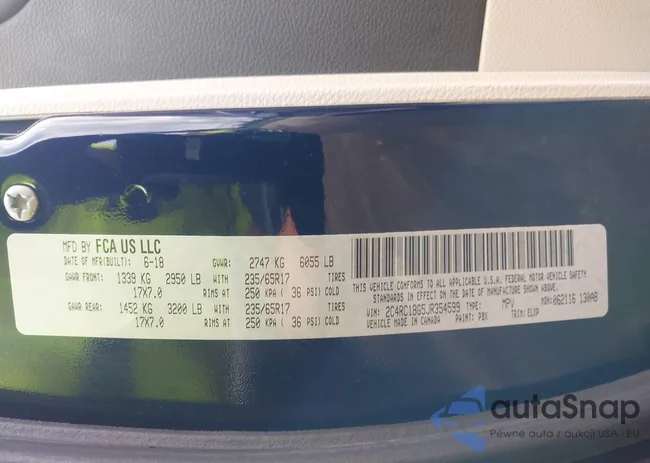 MFD BY FCA US LLC
DATE OF MFR(BUILT): 6-18 GVWR: 2747 KG 6055 LB
GAWR FRONT: 1339 KG 2950 LB WITH 235/65R17 TIRES
17X7.0 RIMS AT 250 KPA ( 36 PSI) COLD
GAWR REAR: 1452 KG 3200 LB WITH 235/65R17 TIRES
17X7.0 RIMS AT 250 KPA ( 36 PSI) COLD
THIS VEHICLE CONFORMS TO ALL APPLICABLE U.S.A. FEDERAL MOTOR VEHICLE SAFETY
STANDARDS IN EFFECT ON THE DATE OF MANUFACTURE SHOWN ABOVE.
VIN: 2C4RC1BG5JR354599 TYPE: MPV MDH: 062116 130AB
MADE IN CANADA PAINT: PBX TRIM: ELXP
autaSnap
Pewne auta z aukcji USA - EU